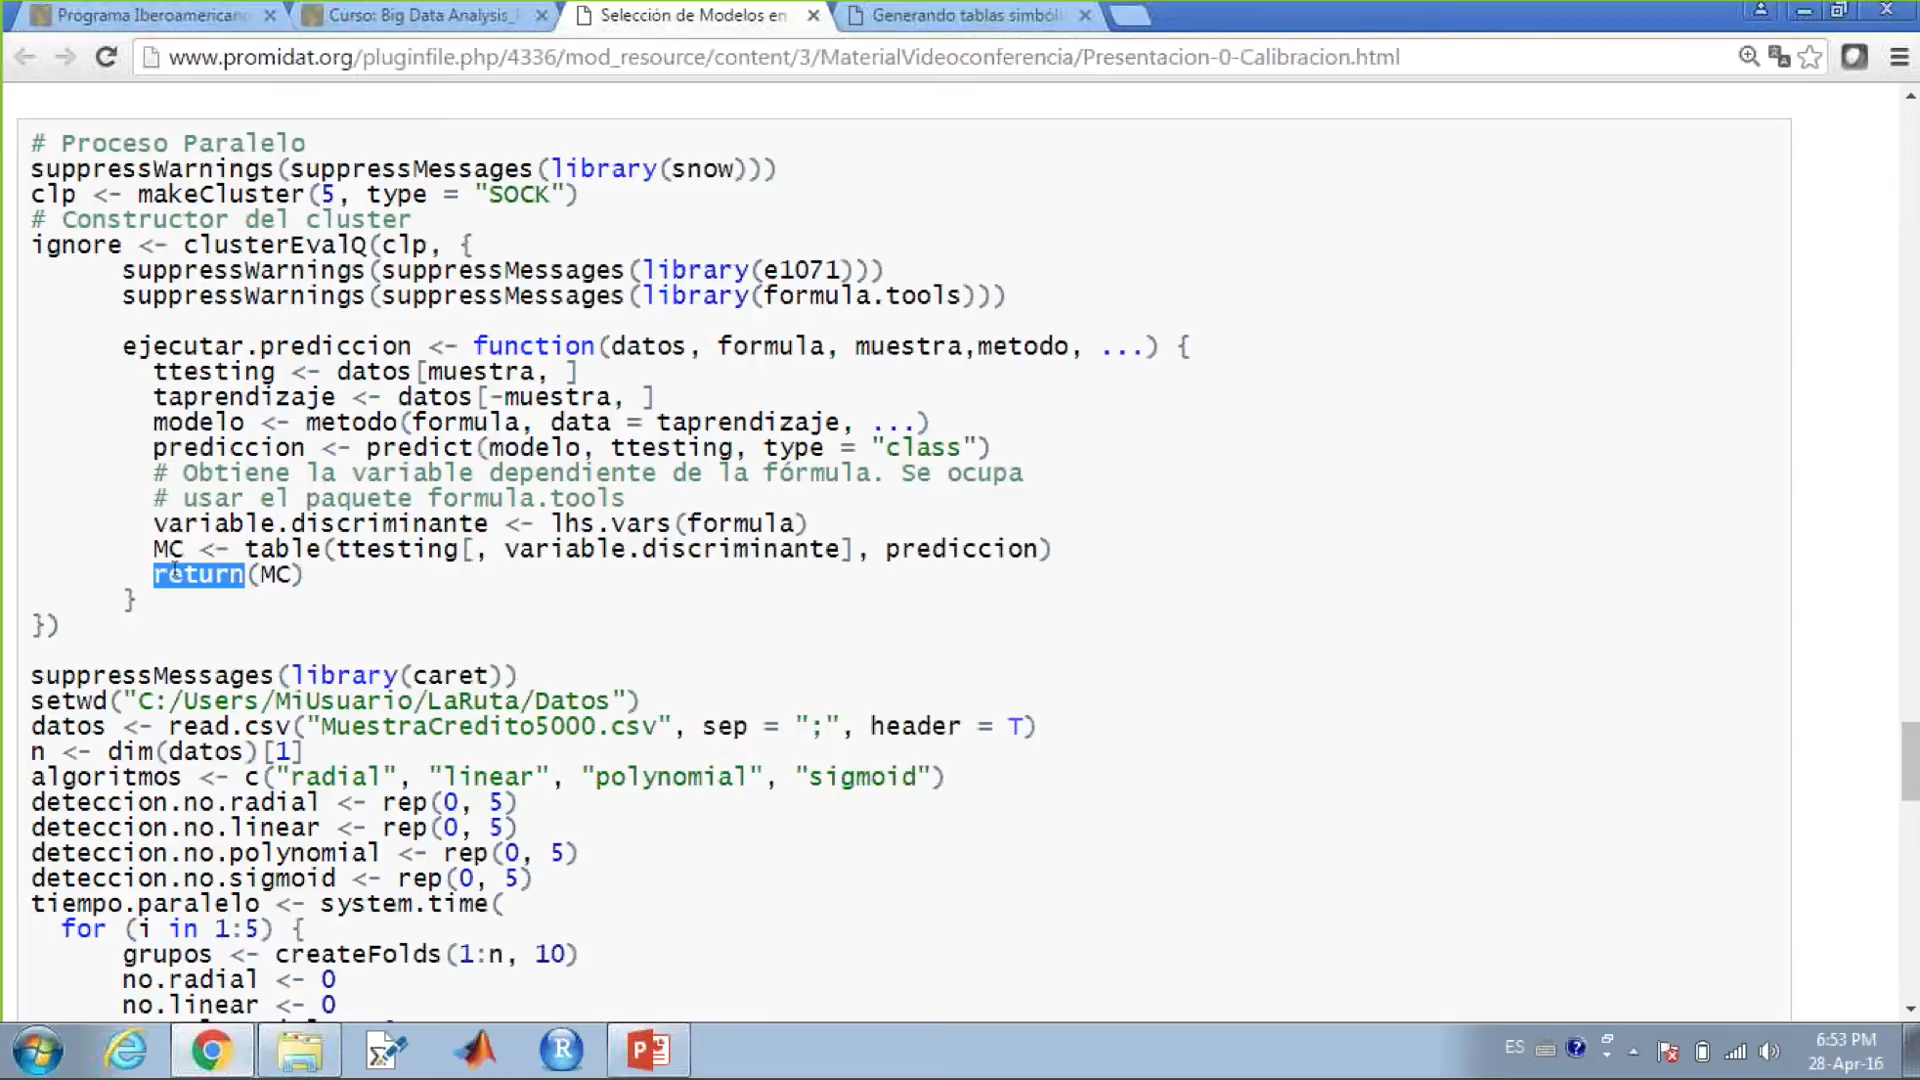 Programa Iberoamericano
Curso: Big Data Analysis_
Selección de Modelos en
Generando tablas simból
www.promidat.org/pluginfile.php/4336/mod_resource/content/3/MaterialVideoconferencia/Presentacion-0-Calibracion.html
# Proceso Paralelo
suppressWarnings(suppressMessages(library(snow)))
clp <- makeCluster(5, type = "SOCK")
# Constructor del cluster
ignore <- clusterEvalQ(clp, {
suppressWarnings(suppressMessages(library(e1071)))
suppressWarnings(suppressMessages(library(formula.tools)))
ejecutar.prediccion <- function(datos, formula, muestra,metodo, ...) {
ttesting <- datos[muestra, ]
taprendizaje <- datos[-muestra, ]
modelo <- metodo(formula, data = taprendizaje, ...)
prediccion <- predict(modelo, ttesting, type = "class")
# Obtiene la variable dependiente de la fórmula. Se ocupa
# usar el paquete formula.tools
variable.discriminante <- lhs.vars(formula)
MC <- table(ttesting[, variable.discriminante], prediccion)
return(MC)
}
})
suppressMessages(library(caret))
setwd("C:/Users/MiUsuario/LaRuta/Datos")
datos <- read.csv("MuestraCredito5000.csv", sep = ";", header = T)
n <- dim(datos)[1]
algoritmos <- c("radial", "linear", "polynomial", "sigmoid")
deteccion.no.radial <- rep(0, 5)
deteccion.no.linear <- rep(0, 5)
deteccion.no.polynomial <- rep(0, 5)
deteccion.no.sigmoid <- rep(0, 5)
tiempo.paralelo <- system.time(
for (i in 1:5) {
grupos <- createFolds(1:n, 10)
no.radial <- 0
no.linear <- 0
ES
6:53 PM
28-Apr-16